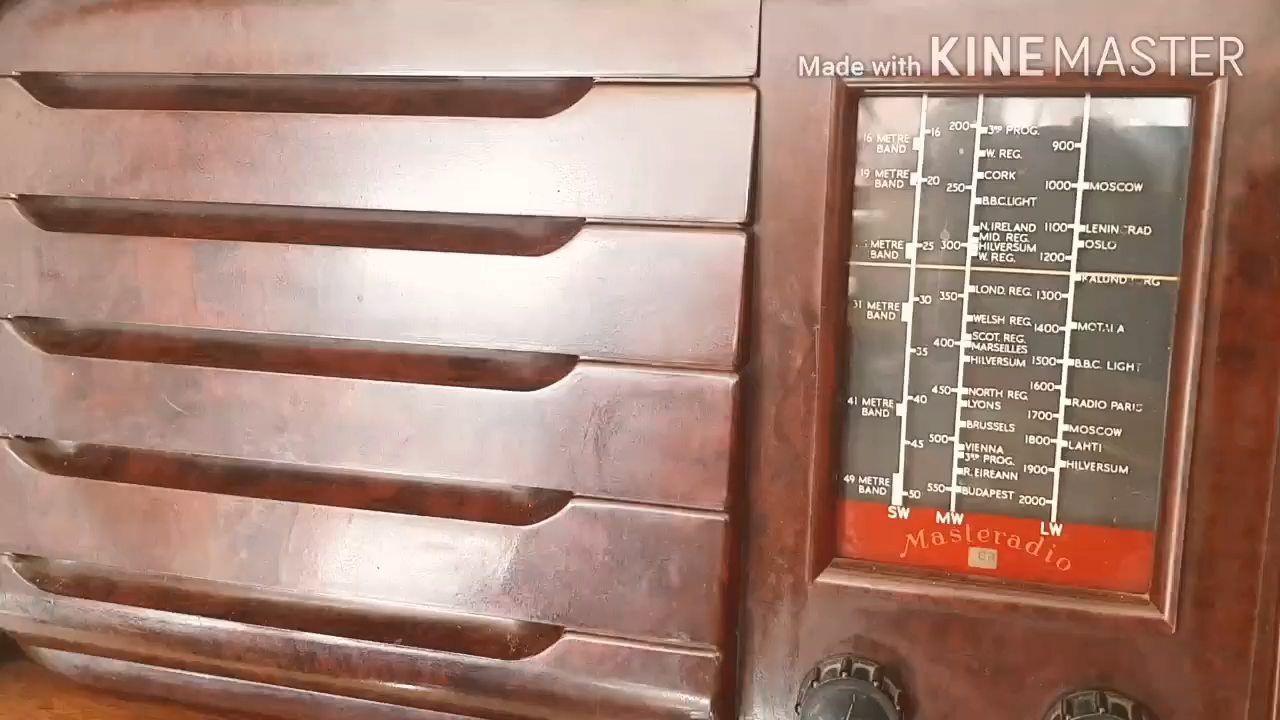 Made with KINEMASTER
16 METRE BAND
19 METRE BAND
METRE BAND
31 METRE BAND
41 METRE BAND
49 METRE BAND
16
20
25
30
35
40
45
50
SW
200
250
300
350
400
450
500
550
MW
3RD PROG.
W. REG.
CORK
B.B.C. LIGHT
N. IRELAND
MID. REG.
HILVERSUM
W. REG.
LOND. REG.
WELSH REG.
SCOT. REG.
MARSEILLES
HILVERSUM
NORTH REG.
LYONS
BRUSSELS
VIENNA
3RD PROG.
R. EIREANN
BUDAPEST
900
1000
1100
1200
1300
1400
1500
1600
1700
1800
1900
2000
LW
MOSCOW
OSLO
B.B.C. LIGHT
RADIO PARIS
MOSCOW
LAHTI
HILVERSUM
Masteradio